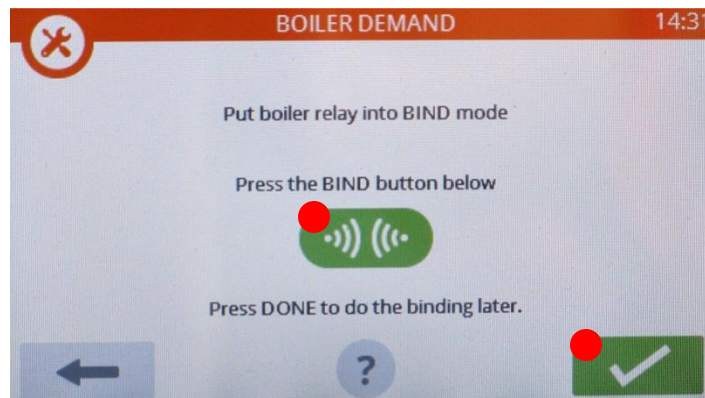 BOILER DEMAND
14:31
Put boiler relay into BIND mode
Press the BIND button below
Press DONE to do the binding later.
?